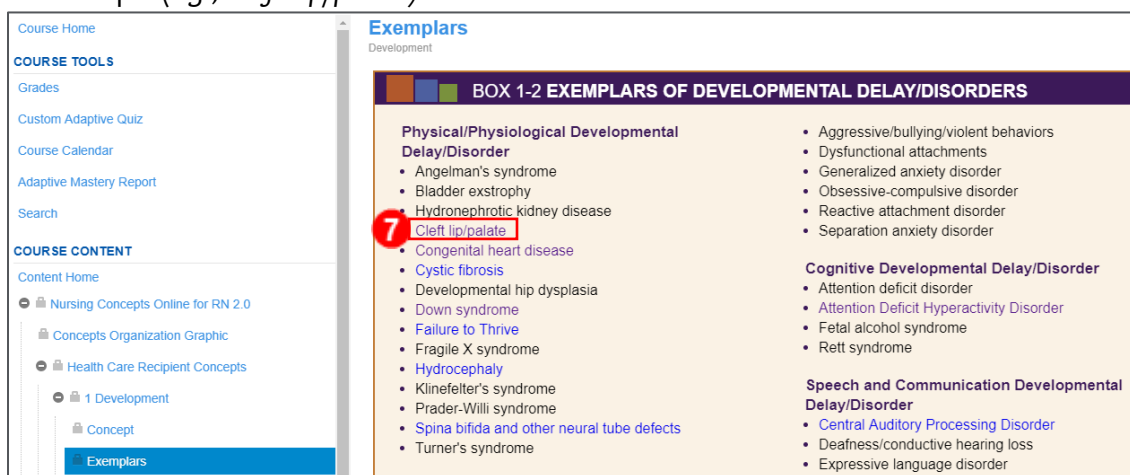 Course Home
COURSE TOOLS
Grades
Custom Adaptive Quiz
Course Calendar
Adaptive Mastery Report
Search
COURSE CONTENT
Content Home
Nursing Concepts Online for RN 2.0
Concepts Organization Graphic
Health Care Recipient Concepts
1 Development
Concept
Exemplars
Exemplars
Development
BOX 1-2 EXEMPLARS OF DEVELOPMENTAL DELAY/DISORDERS
Physical/Physiological Developmental
Delay/Disorder
• Angelman's syndrome
• Bladder exstrophy
• Hydronephrotic kidney disease
7 Cleft lip/palate
• Congenital heart disease
• Cystic fibrosis
• Developmental hip dysplasia
• Down syndrome
• Failure to Thrive
• Fragile X syndrome
• Hydrocephaly
• Klinefelter's syndrome
• Prader-Willi syndrome
• Spina bifida and other neural tube defects
• Turner's syndrome
• Aggressive/bullying/violent behaviors
• Dysfunctional attachments
• Generalized anxiety disorder
• Obsessive-compulsive disorder
• Reactive attachment disorder
• Separation anxiety disorder
Cognitive Developmental Delay/Disorder
• Attention deficit disorder
• Attention Deficit Hyperactivity Disorder
• Fetal alcohol syndrome
• Rett syndrome
Speech and Communication Developmental
Delay/Disorder
• Central Auditory Processing Disorder
• Deafness/conductive hearing loss
• Expressive language disorder